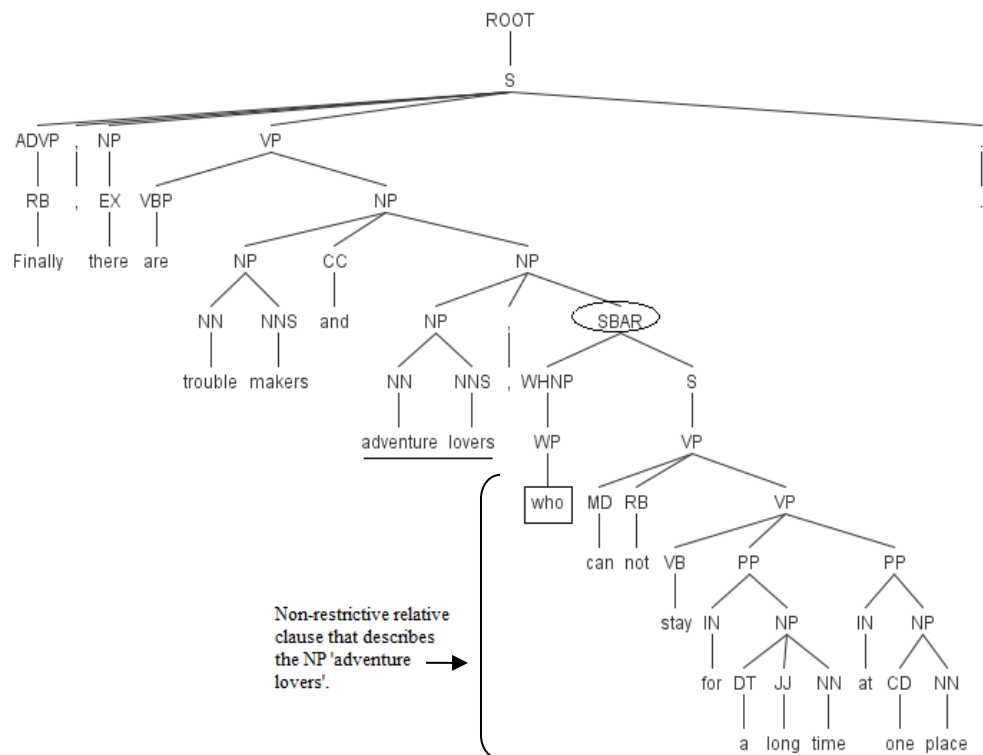 ROOT
S
ADVP , NP VP .
RB , EX VBP NP .
Finally there are NP CC NP
NN NNS and NP , SBAR
trouble makers NN NNS , WHNP S
adventure lovers WP VP
who MD RB VP
can not VB PP PP
Non-restrictive relative
clause that describes
the NP 'adventure
lovers'.
stay IN NP IN NP
for DT JJ NN at CD NN
a long time one place